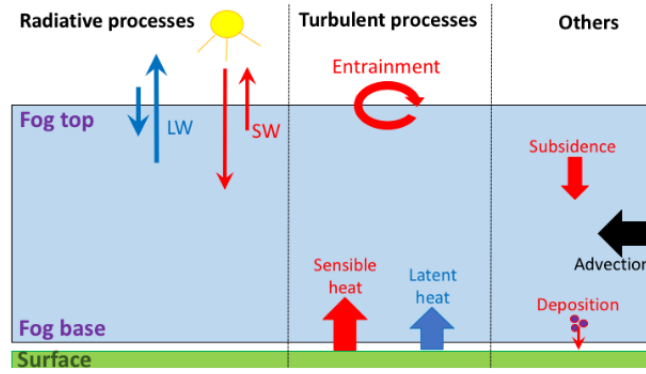 Radiative processes
Turbulent processes
Others
Entrainment
Fog top
LW
SW
Subsidence
Advection
Sensible
heat
Latent
heat
Deposition
Fog base
Surface